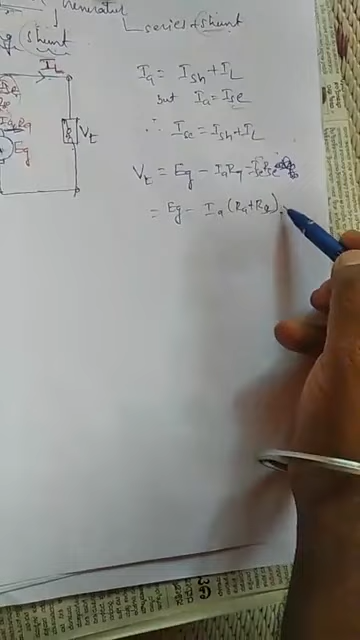 Generator
series + shunt
g shunt
Ia = Ish + IL
but Ia = Ise
∴ Ise = Ish + IL
Vt = Eg - IaRa - IseRse
= Eg - Ia (Ra + Rse)
IL
Vt
Eg